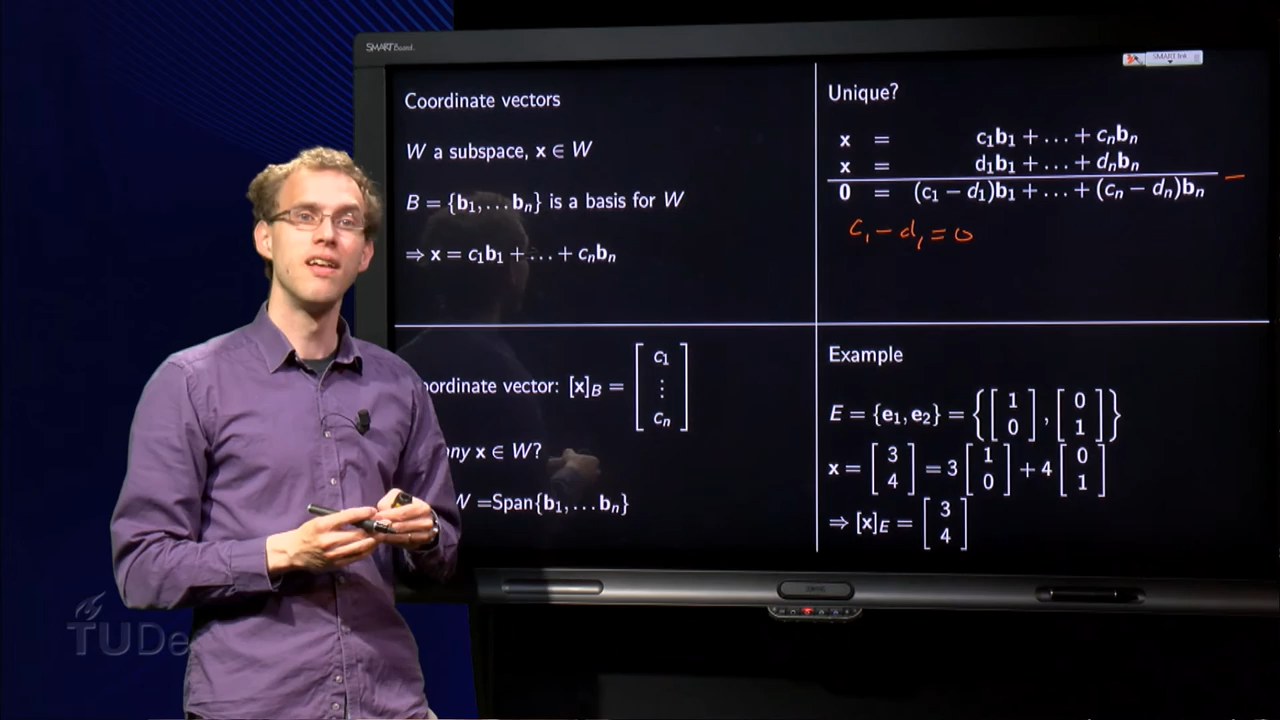 SMART Board
SMART Ink
Coordinate vectors
W a subspace, x ∈ W
B = {b₁, … bₙ} is a basis for W
⇒ x = c₁b₁ + … + cₙbₙ
Unique?
x = c₁b₁ + … + cₙbₙ
x = d₁b₁ + … + dₙbₙ
0 = (c₁ − d₁)b₁ + … + (cₙ − dₙ)bₙ −
c₁ − d₁ = 0
oordinate vector: [x]_B = [c₁ ⋮ cₙ]
ny x ∈ W?
W =Span{b₁, … bₙ}
Example
E = {e₁, e₂} = {[1 0], [0 1]}
x = [3 4] = 3 [1 0] + 4 [0 1]
⇒ [x]_E = [3 4]
TUDe